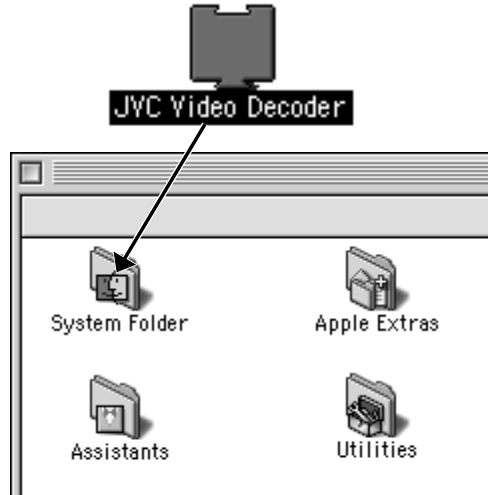 JVC Video Decoder
System Folder
Apple Extras
Assistants
Utilities